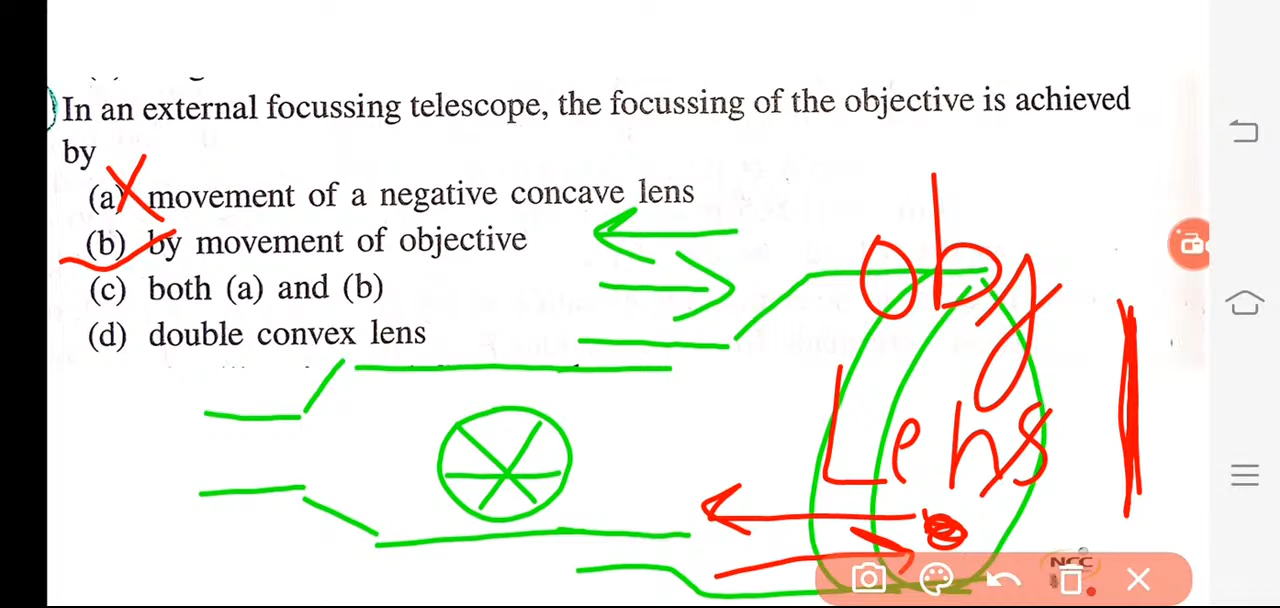 In an external focussing telescope, the focussing of the objective is achieved
by
(a) movement of a negative concave lens
(b) by movement of objective
(c) both (a) and (b)
(d) double convex lens
obj
Lens
NCC